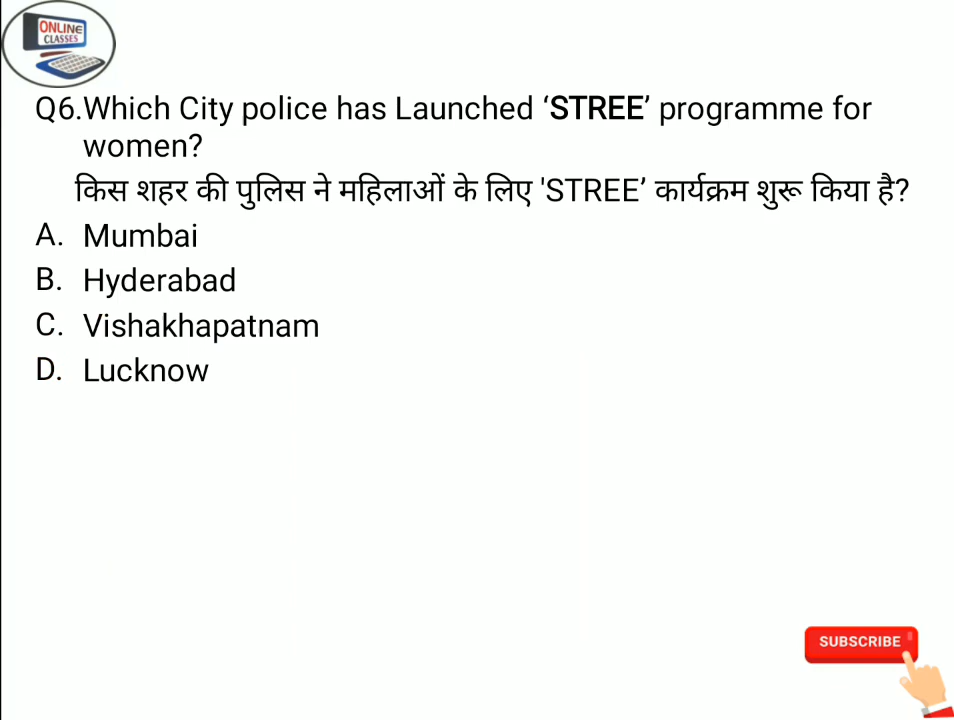 ONLINE
CLASSES
Q6.Which City police has Launched ‘STREE’ programme for
women?
किस शहर की पुलिस ने महिलाओं के लिए 'STREE’ कार्यक्रम शुरू किया है?
A. Mumbai
B. Hyderabad
C. Vishakhapatnam
D. Lucknow
SUBSCRIBE